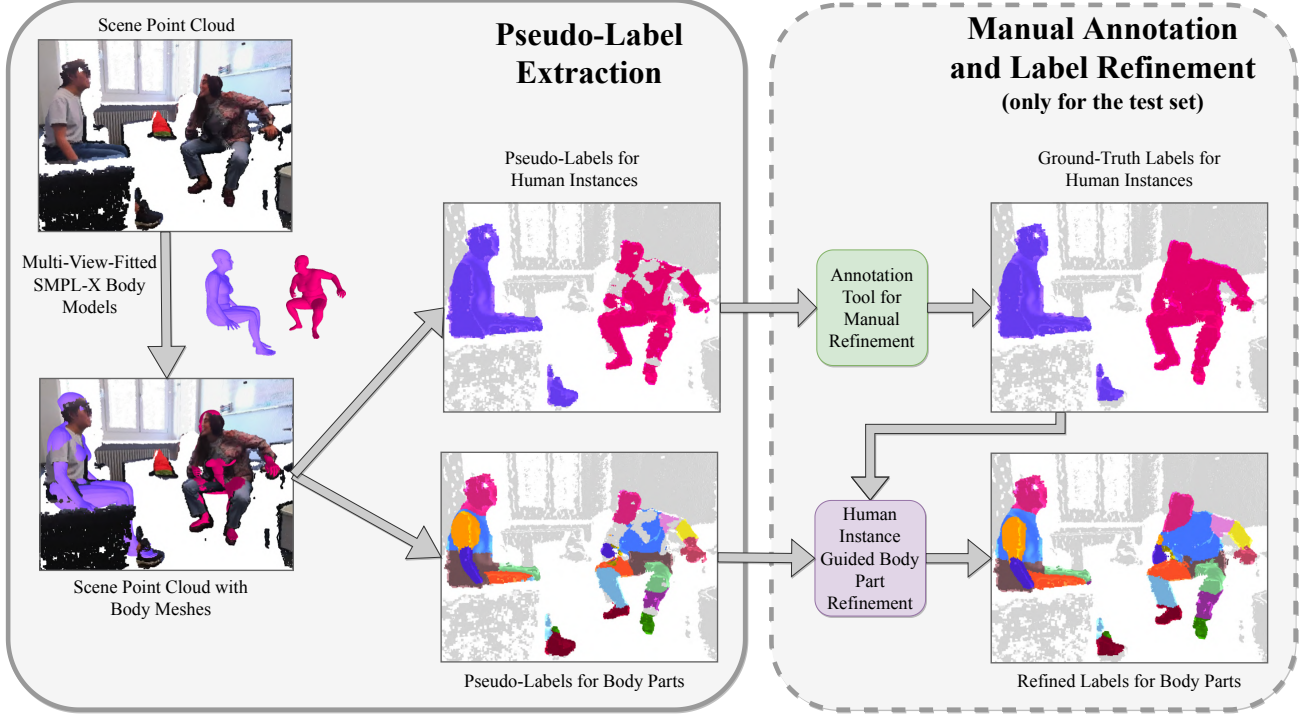 Scene Point Cloud
Pseudo-Label
Extraction
Multi-View-Fitted
SMPL-X Body
Models
Scene Point Cloud with
Body Meshes
Pseudo-Labels for
Human Instances
Pseudo-Labels for Body Parts
Manual Annotation
and Label Refinement
(only for the test set)
Annotation
Tool for
Manual
Refinement
Ground-Truth Labels for
Human Instances
Human
Instance
Guided Body
Part
Refinement
Refined Labels for Body Parts